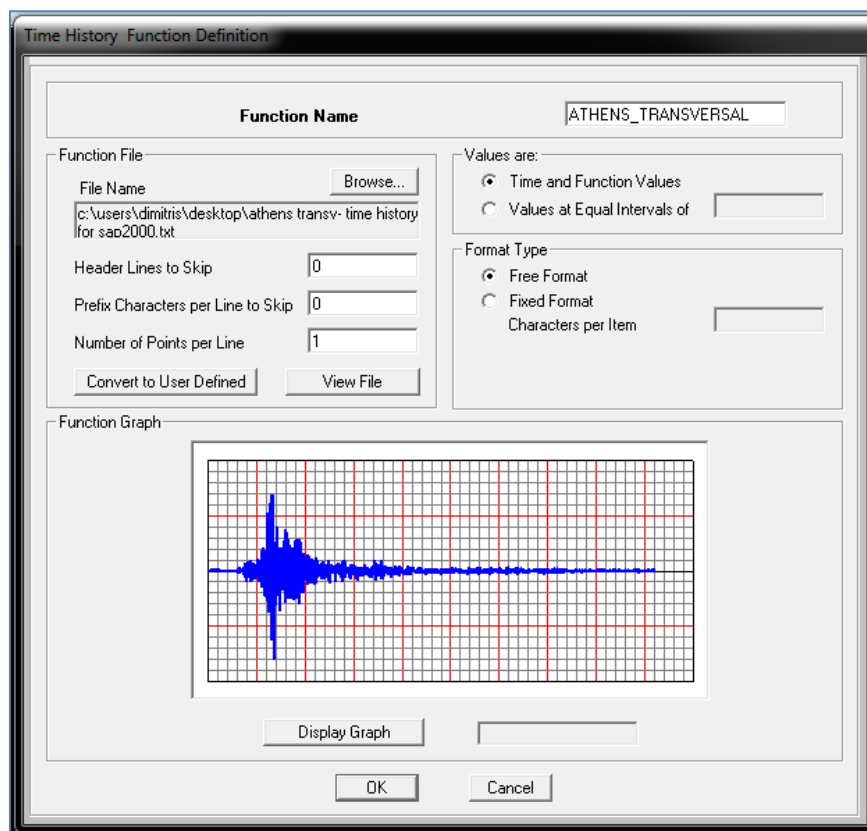 Time History Function Definition
Function Name
ATHENS_TRANSVERSAL
Function File
File Name
Browse...
c:\users\dimitris\desktop\athens transv- time history
for sap2000.txt
Header Lines to Skip
0
Prefix Characters per Line to Skip
0
Number of Points per Line
1
Convert to User Defined
View File
Values are:
Time and Function Values
Values at Equal Intervals of
Format Type
Free Format
Fixed Format
Characters per Item
Function Graph
Display Graph
OK
Cancel